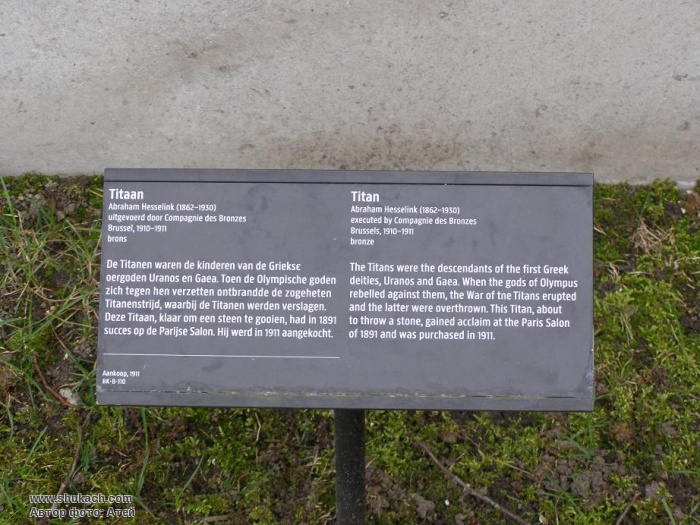 Titaan
Abraham Hesselink (1862–1930)
uitgevoerd door Compagnie des Bronzes
Brussel, 1910–1911
brons
De Titanen waren de kinderen van de Griekse
oergoden Uranos en Gaea. Toen de Olympische goden
zich tegen hen verzetten ontbrandde de zogeheten
Titanenstrijd, waarbij de Titanen werden verslagen.
Deze Titaan, klaar om een steen te gooien, had in 1891
succes op de Parijse Salon. Hij werd in 1911 aangekocht.
Aankoop, 1911
BK-B-110
Titan
Abraham Hesselink (1862–1930)
executed by Compagnie des Bronzes
Brussels, 1910–1911
bronze
The Titans were the descendants of the first Greek
deities, Uranos and Gaea. When the gods of Olympus
rebelled against them, the War of the Titans erupted
and the latter were overthrown. This Titan, about
to throw a stone, gained acclaim at the Paris Salon
of 1891 and was purchased in 1911.
www.shukach.com
Автор фото: Атей